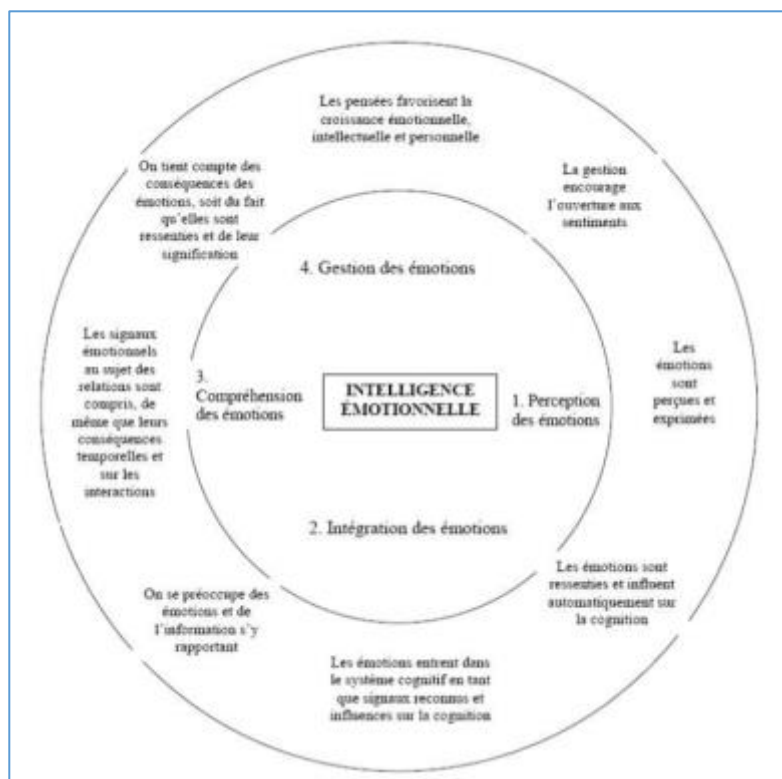 Les pensées favorisent la
croissance émotionnelle,
intellectuelle et personnelle
On tient compte des
conséquences des
émotions, soit du fait
qu'elles sont
ressenties et de leur
signification
La gestion
encourage
l'ouverture aux
sentiments
4. Gestion des émotions
Les signaux
émotionnels
au sujet des
relations sont
compris, de
même que leurs
conséquences
temporelles et
sur les
interactions
3.
Compréhension
des émotions
INTELLIGENCE
ÉMOTIONNELLE
1. Perception
des émotions
Les
émotions
sont
perçues et
exprimées
2. Intégration des émotions
On se préoccupe des
émotions et de
l'information s'y
rapportant
Les émotions sont
ressenties et influent
automatiquement sur
la cognition
Les émotions entrent dans
le système cognitif en tant
que signaux reconnus et
influences sur la cognition